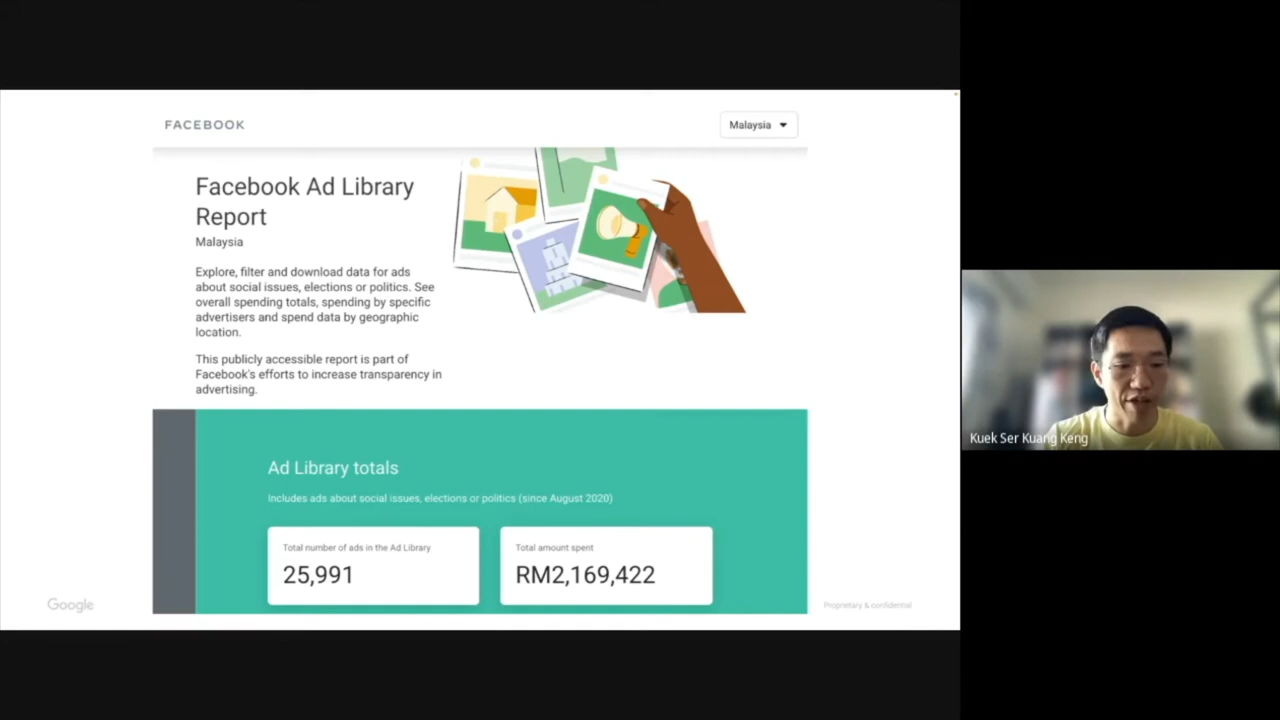 FACEBOOK
Malaysia
Facebook Ad Library
Report
Malaysia
Explore, filter and download data for ads
about social issues, elections or politics. See
overall spending totals, spending by specific
advertisers and spend data by geographic
location.
This publicly accessible report is part of
Facebook's efforts to increase transparency in
advertising.
Ad Library totals
Includes ads about social issues, elections or politics (since August 2020)
Total number of ads in the Ad Library
25,991
Total amount spent
RM2,169,422
Google
Proprietary & confidential
Kuek Ser Kuang Keng